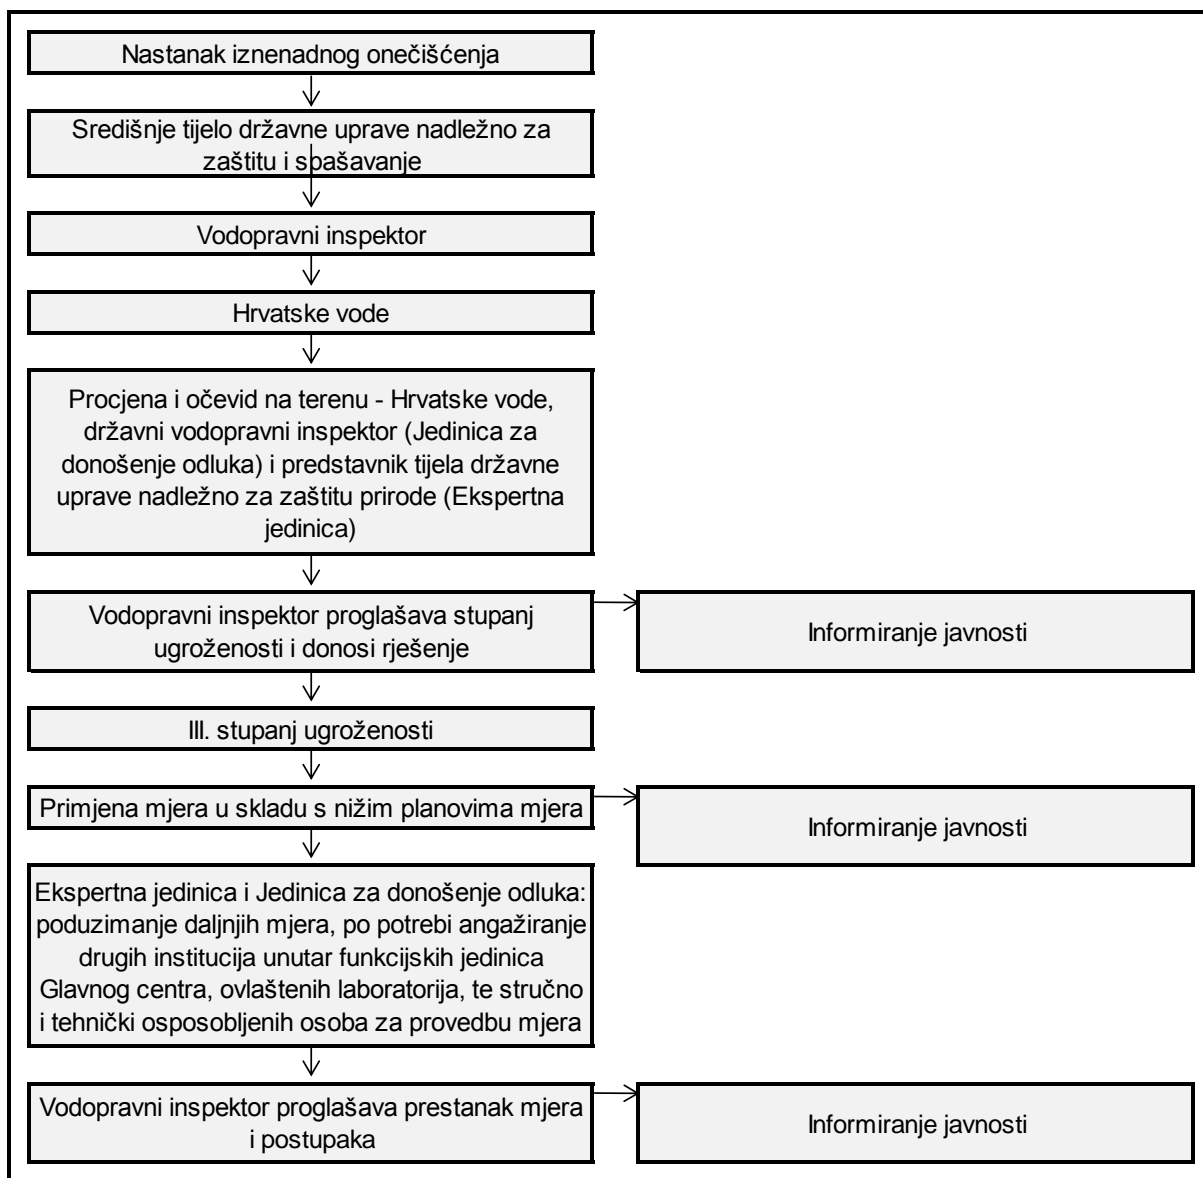 Nastanak iznenadnog onečišćenja
Središnje tijelo državne uprave nadležno za
zaštitu i spašavanje
Vodopravni inspektor
Hrvatske vode
Procjena i očevid na terenu - Hrvatske vode,
državni vodopravni inspektor (Jedinica za
donošenje odluka) i predstavnik tijela državne
uprave nadležno za zaštitu prirode (Ekspertna
jedinica)
Vodopravni inspektor proglašava stupanj
ugroženosti i donosi rješenje
Informiranje javnosti
III. stupanj ugroženosti
Primjena mjera u skladu s nižim planovima mjera
Informiranje javnosti
Ekspertna jedinica i Jedinica za donošenje odluka:
poduzimanje daljnjih mjera, po potrebi angažiranje
drugih institucija unutar funkcijskih jedinica
Glavnog centra, ovlaštenih laboratorija, te stručno
i tehnički osposobljenih osoba za provedbu mjera
Vodopravni inspektor proglašava prestanak mjera
i postupaka
Informiranje javnosti